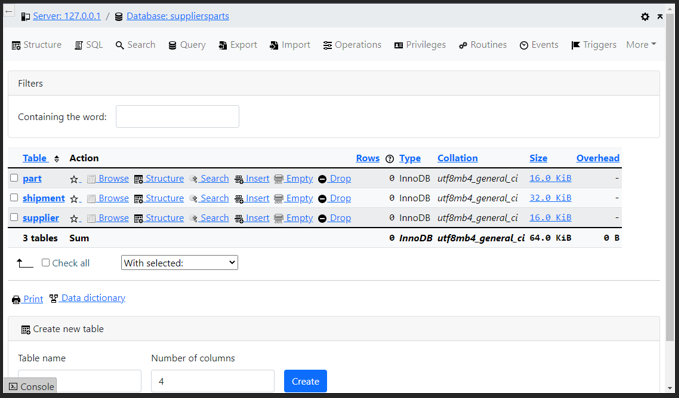 Server: 127.0.0.1 / Database: suppliersparts
Structure SQL Search Query Export Import Operations Privileges Routines Events Triggers More
Filters
Containing the word:
Table Action Rows Type Collation Size Overhead
part Browse Structure Search Insert Empty Drop 0 InnoDB utf8mb4_general_ci 16.0 KiB -
shipment Browse Structure Search Insert Empty Drop 0 InnoDB utf8mb4_general_ci 32.0 KiB -
supplier Browse Structure Search Insert Empty Drop 0 InnoDB utf8mb4_general_ci 16.0 KiB -
3 tables Sum 0 InnoDB utf8mb4_general_ci 64.0 KiB 0 B
Check all With selected:
Print Data dictionary
Create new table
Table name Number of columns
4 Create
Console